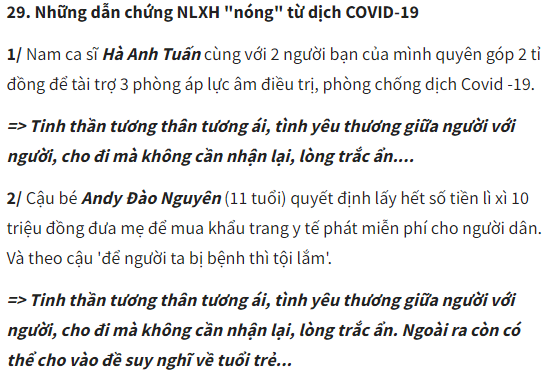 29. Những dẫn chứng NLXH "nóng" từ dịch COVID-19
1/ Nam ca sĩ Hà Anh Tuấn cùng với 2 người bạn của mình quyên góp 2 tỉ
đồng để tài trợ 3 phòng áp lực âm điều trị, phòng chống dịch Covid -19.
=> Tinh thần tương thân tương ái, tình yêu thương giữa người với
người, cho đi mà không cần nhận lại, lòng trắc ẩn....
2/ Cậu bé Andy Đào Nguyên (11 tuổi) quyết định lấy hết số tiền lì xì 10
triệu đồng đưa mẹ để mua khẩu trang y tế phát miễn phí cho người dân.
Và theo cậu 'để người ta bị bệnh thì tội lắm'.
=> Tinh thần tương thân tương ái, tình yêu thương giữa người với
người, cho đi mà không cần nhận lại, lòng trắc ẩn. Ngoài ra còn có
thể cho vào đề suy nghĩ về tuổi trẻ...